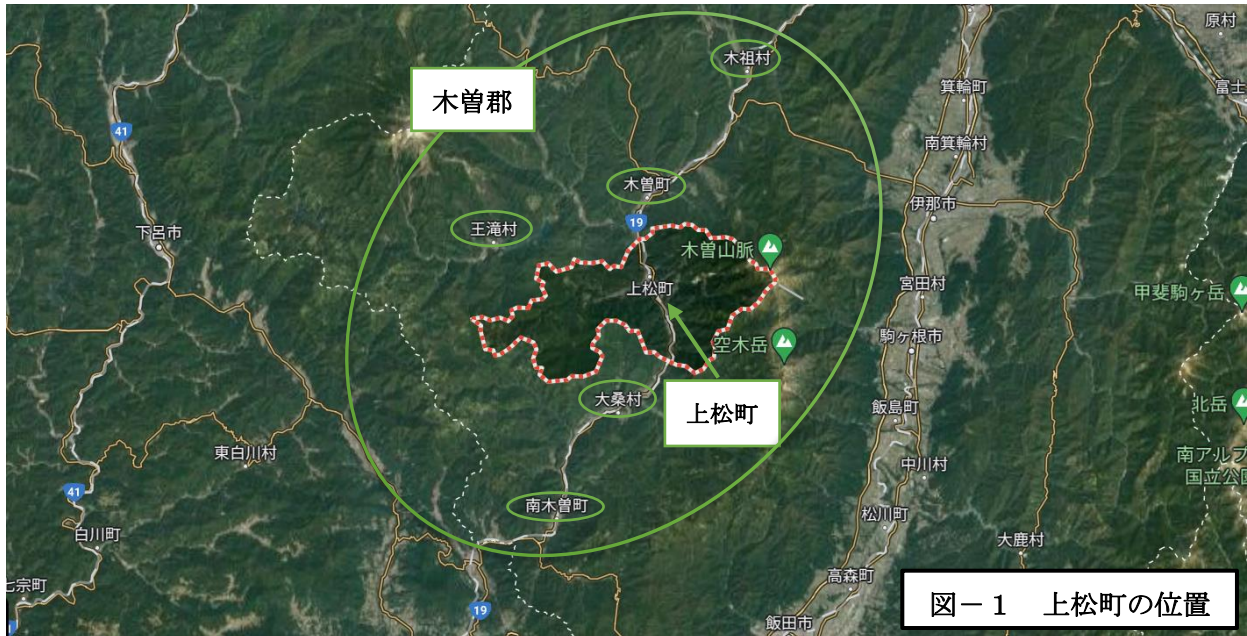 原村
木祖村
木曽郡
箕輪町
富士
41
南箕輪村
木曽町
伊那市
19
王滝村
下呂市
木曽山脈
宮田村
上松町
甲斐駒ヶ岳
駒ヶ根市
空木岳
大桑村
上松町
飯島町
北岳
東白川村
南アルプ
国立公園
中川村
41
南木曽町
松川町
白川町
大鹿村
高森町
七宗町
19
図－１　上松町の位置
飯田市